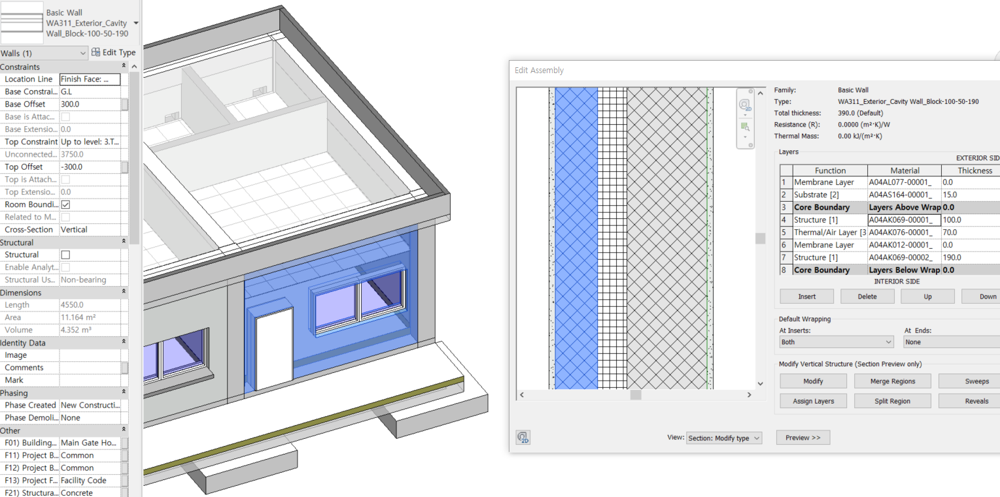 Basic Wall
WA311_Exterior_Cavity
Wall_Block-100-50-190
Walls (1)
Edit Type
Constraints
Location Line Finish Face: ...
Base Constrai... G.L
Base Offset 300.0
Base is Attac...
Base Extensio... 0.0
Top Constraint Up to level: 3.T...
Unconnected... 3750.0
Top Offset -300.0
Top is Attach...
Top Extensio... 0.0
Room Boundi...
Related to M...
Cross-Section Vertical
Structural
Structural
Enable Analyt...
Structural Us... Non-bearing
Dimensions
Length 4550.0
Area 11.164 m²
Volume 4.352 m³
Identity Data
Image
Comments
Mark
Phasing
Phase Created New Constructi...
Phase Demoli... None
Other
F01) Building... Main Gate Ho...
F11) Project B... Common
F12) Project B... Common
F13) Project F... Facility Code
F21) Structura... Concrete
Edit Assembly
Family: Basic Wall
Type: WA311_Exterior_Cavity Wall_Block-100-50-190
Total thickness: 390.0 (Default)
Resistance (R): 0.0000 (m²·K)/W
Thermal Mass: 0.00 kJ/(m²·K)
Layers
EXTERIOR SID
Function Material Thickness
1 Membrane Layer A04AL077-00001_ 0.0
2 Substrate [2] A04AS164-00001_ 15.0
3 Core Boundary Layers Above Wrap 0.0
4 Structure [1] A04AK069-00001_ 100.0
5 Thermal/Air Layer [3 A04AK076-00001_ 70.0
6 Membrane Layer A04AK012-00001_ 0.0
7 Structure [1] A04AK069-00002_ 190.0
8 Core Boundary Layers Below Wrap 0.0
INTERIOR SIDE
Insert Delete Up Down
Default Wrapping
At Inserts: At Ends:
Both None
Modify Vertical Structure (Section Preview only)
Modify Merge Regions Sweeps
Assign Layers Split Region Reveals
2D
2D
View: Section: Modify type Preview >>